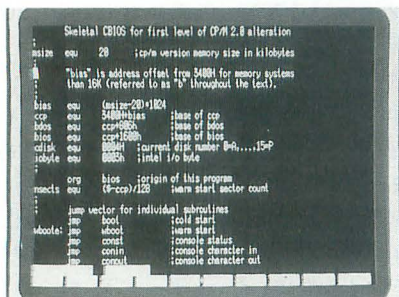 ; Skeletal CBIOS for first level of CP/M 2.0 alteration
;
msize equ 20 ;cp/m version memory size in kilobytes
;
"bias" is address offset from 3400H for memory systems
; than 16K (referred to as "b" throughout the text).
;
bias equ (msize-20)*1024
ccp equ 3400H+bias ;base of ccp
bdos equ ccp+806h ;base of bdos
bios equ ccp+1600h ;base of bios
cdisk equ 0004H ;current disk number 0=A,...,15=P
iobyte equ 0003h ;intel i/o byte
;
org bios ;origin of this program
nsects equ ($-ccp)/128 ;warm start sector count
;
; jump vector for individual subroutines
jmp boot ;cold start
wboote: jmp wboot ;warm start
jmp const ;console status
jmp conin ;console character in
jmp conout ;console character out